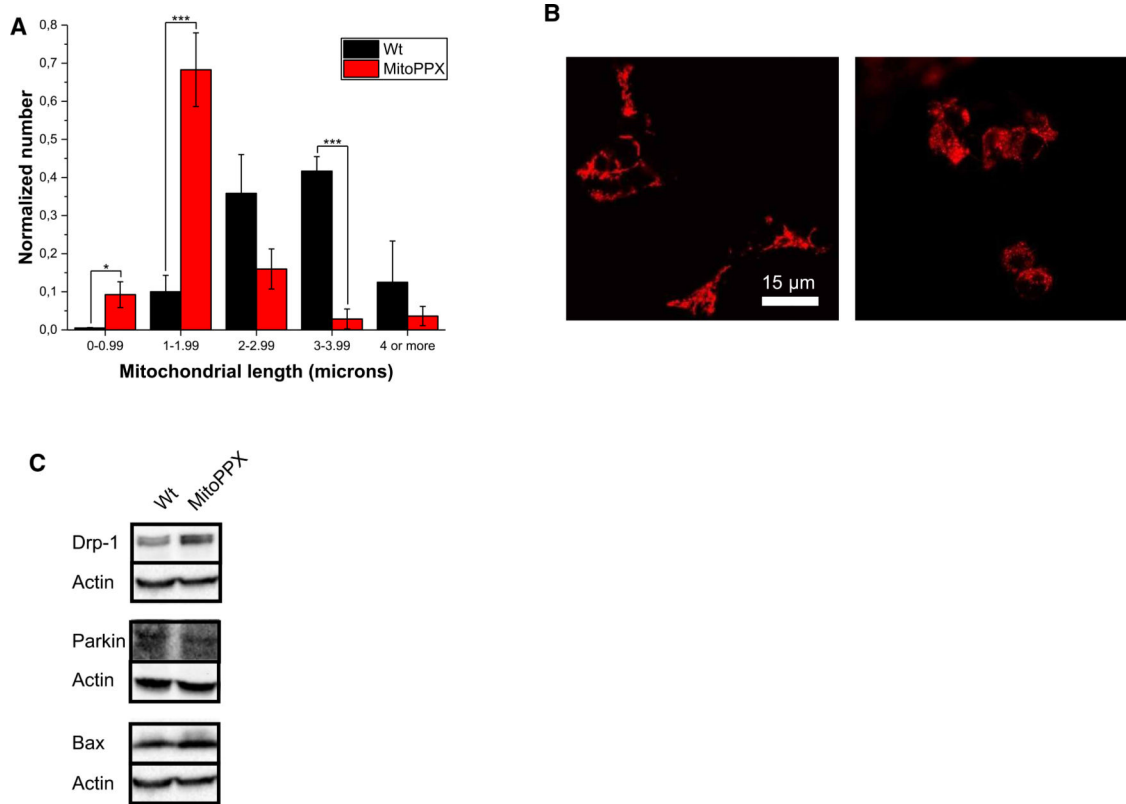 A
0,8
0,7
0,6
0,5
0,4
0,3
0,2
0,1
0,0
Normalized number
***
***
*
Wt
MitoPPX
0-0.99
1-1.99
2-2.99
3-3.99
4 or more
Mitochondrial length (microns)
B
15 µm
C
Wt
MitoPPX
Drp-1
Actin
Parkin
Actin
Bax
Actin